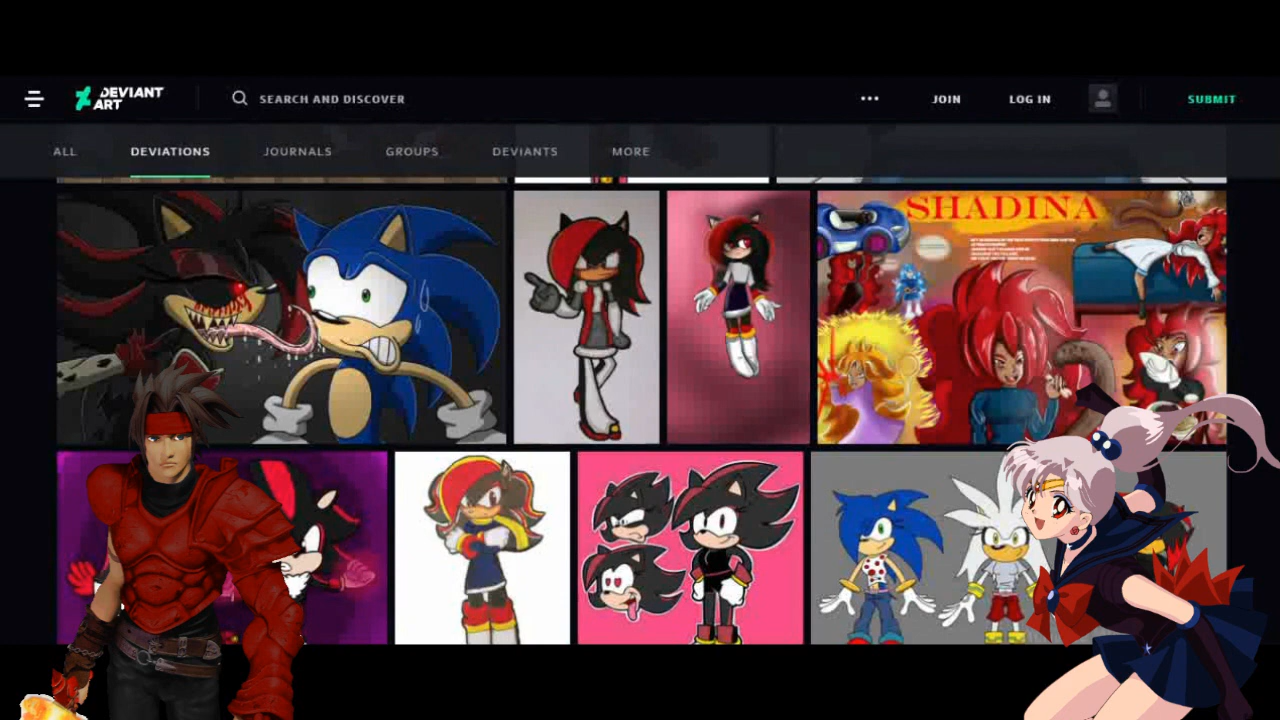 DEVIANT
ART
SEARCH AND DISCOVER
JOIN
LOG IN
SUBMIT
ALL
DEVIATIONS
JOURNALS
GROUPS
DEVIANTS
MORE
SHADINA